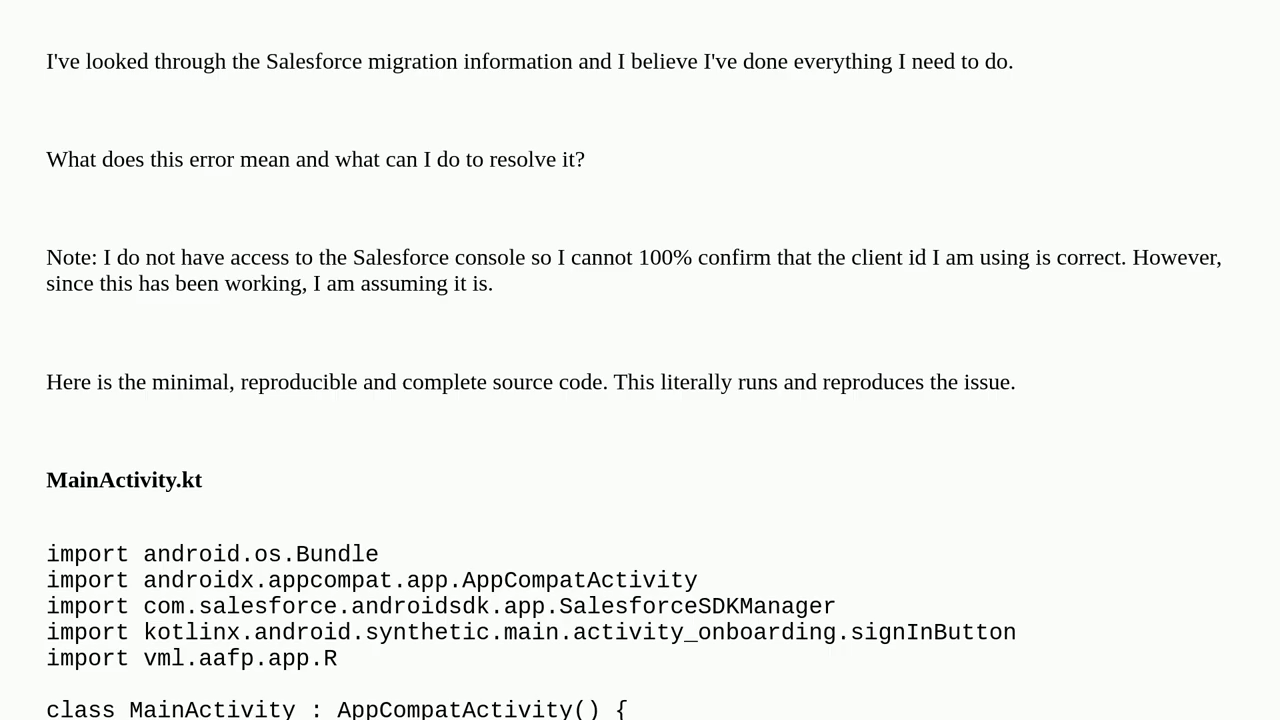 I've looked through the Salesforce migration information and I believe I've done everything I need to do.
What does this error mean and what can I do to resolve it?
Note: I do not have access to the Salesforce console so I cannot 100% confirm that the client id I am using is correct. However,
since this has been working, I am assuming it is.
Here is the minimal, reproducible and complete source code. This literally runs and reproduces the issue.
MainActivity.kt
import android.os.Bundle
import androidx.appcompat.app.AppCompatActivity
import com.salesforce.androidsdk.app.SalesforceSDKManager
import kotlinx.android.synthetic.main.activity_onboarding.signInButton
import vml.aafp.app.R
class MainActivity : AppCompatActivity() {